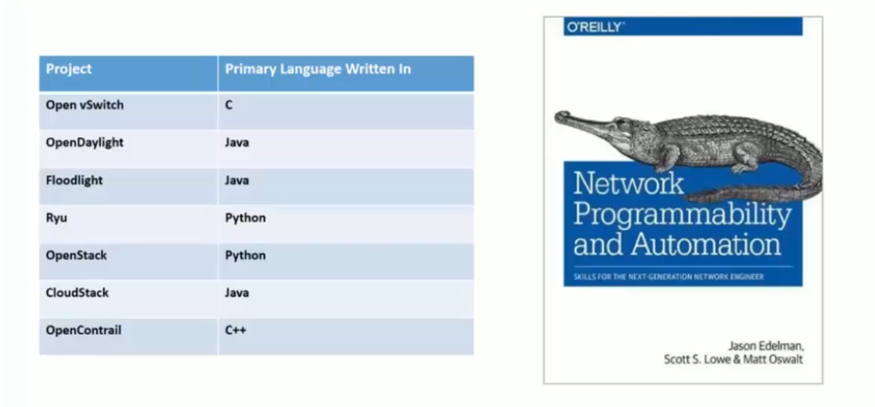 Project Primary Language Written In
Open vSwitch C
OpenDaylight Java
Floodlight Java
Ryu Python
OpenStack Python
CloudStack Java
OpenContrail C++
O'REILLY
Network
Programmability
and Automation
SKILLS FOR THE NEXT-GENERATION NETWORK ENGINEER
Jason Edelman,
Scott S. Lowe & Matt Oswalt